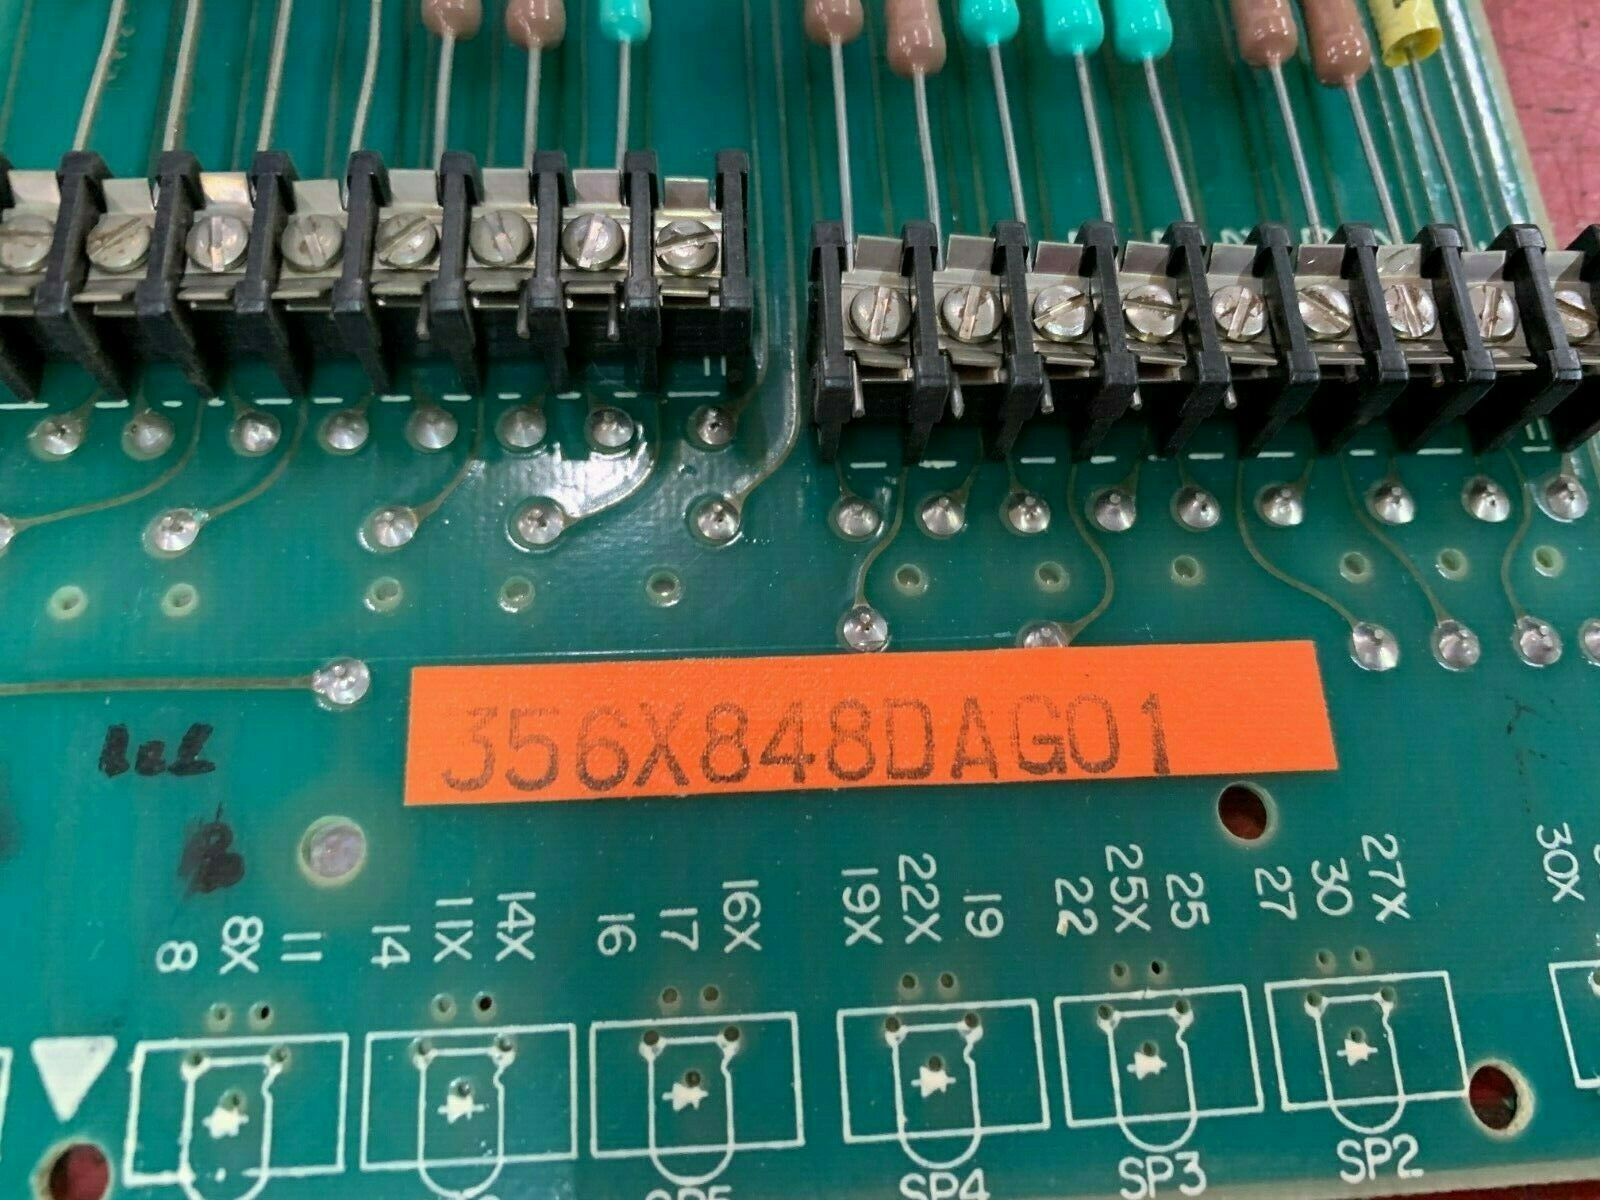 356X848DAG01
8
8X
11
14
11X
14X
16
17
16X
19X
22X
19
22
25X
25
27
30
27X
30X
SP5
SP4
SP3
SP2